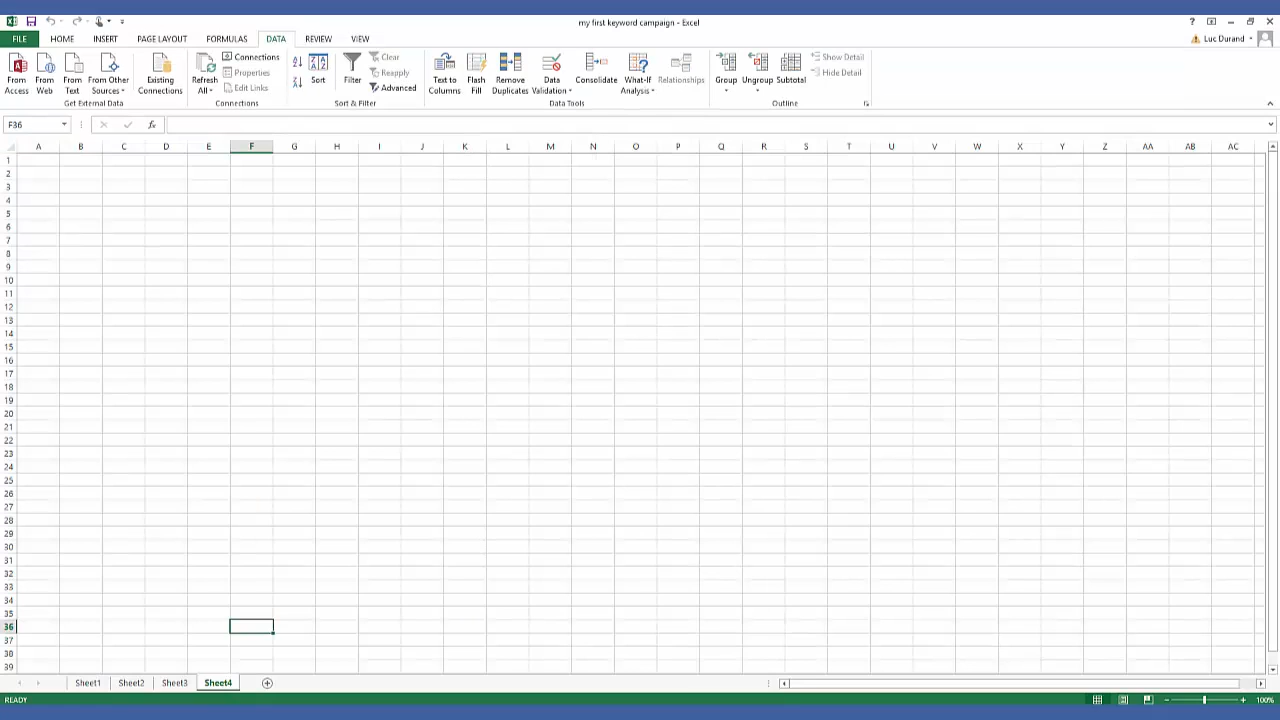 my first keyword campaign - Excel
?
FILE HOME INSERT PAGE LAYOUT FORMULAS DATA REVIEW VIEW
Luc Durand
From Access
From Web
From Text
From Other Sources
Existing Connections
Refresh All
Connections
Properties
Edit Links
Sort
Filter
Clear
Reapply
Advanced
Text to Columns
Flash Fill
Remove Duplicates
Data Validation
Consolidate
What-If Analysis
Relationships
Group
Ungroup
Subtotal
Show Detail
Hide Detail
Get External Data
Connections
Sort & Filter
Data Tools
Outline
F36
fx
A B C D E F G H I J K L M N O P Q R S T U V W X Y Z AA AB AC
1
2
3
4
5
6
7
8
9
10
11
12
13
14
15
16
17
18
19
20
21
22
23
24
25
26
27
28
29
30
31
32
33
34
35
36
37
38
39
Sheet1 Sheet2 Sheet3 Sheet4
READY
100%